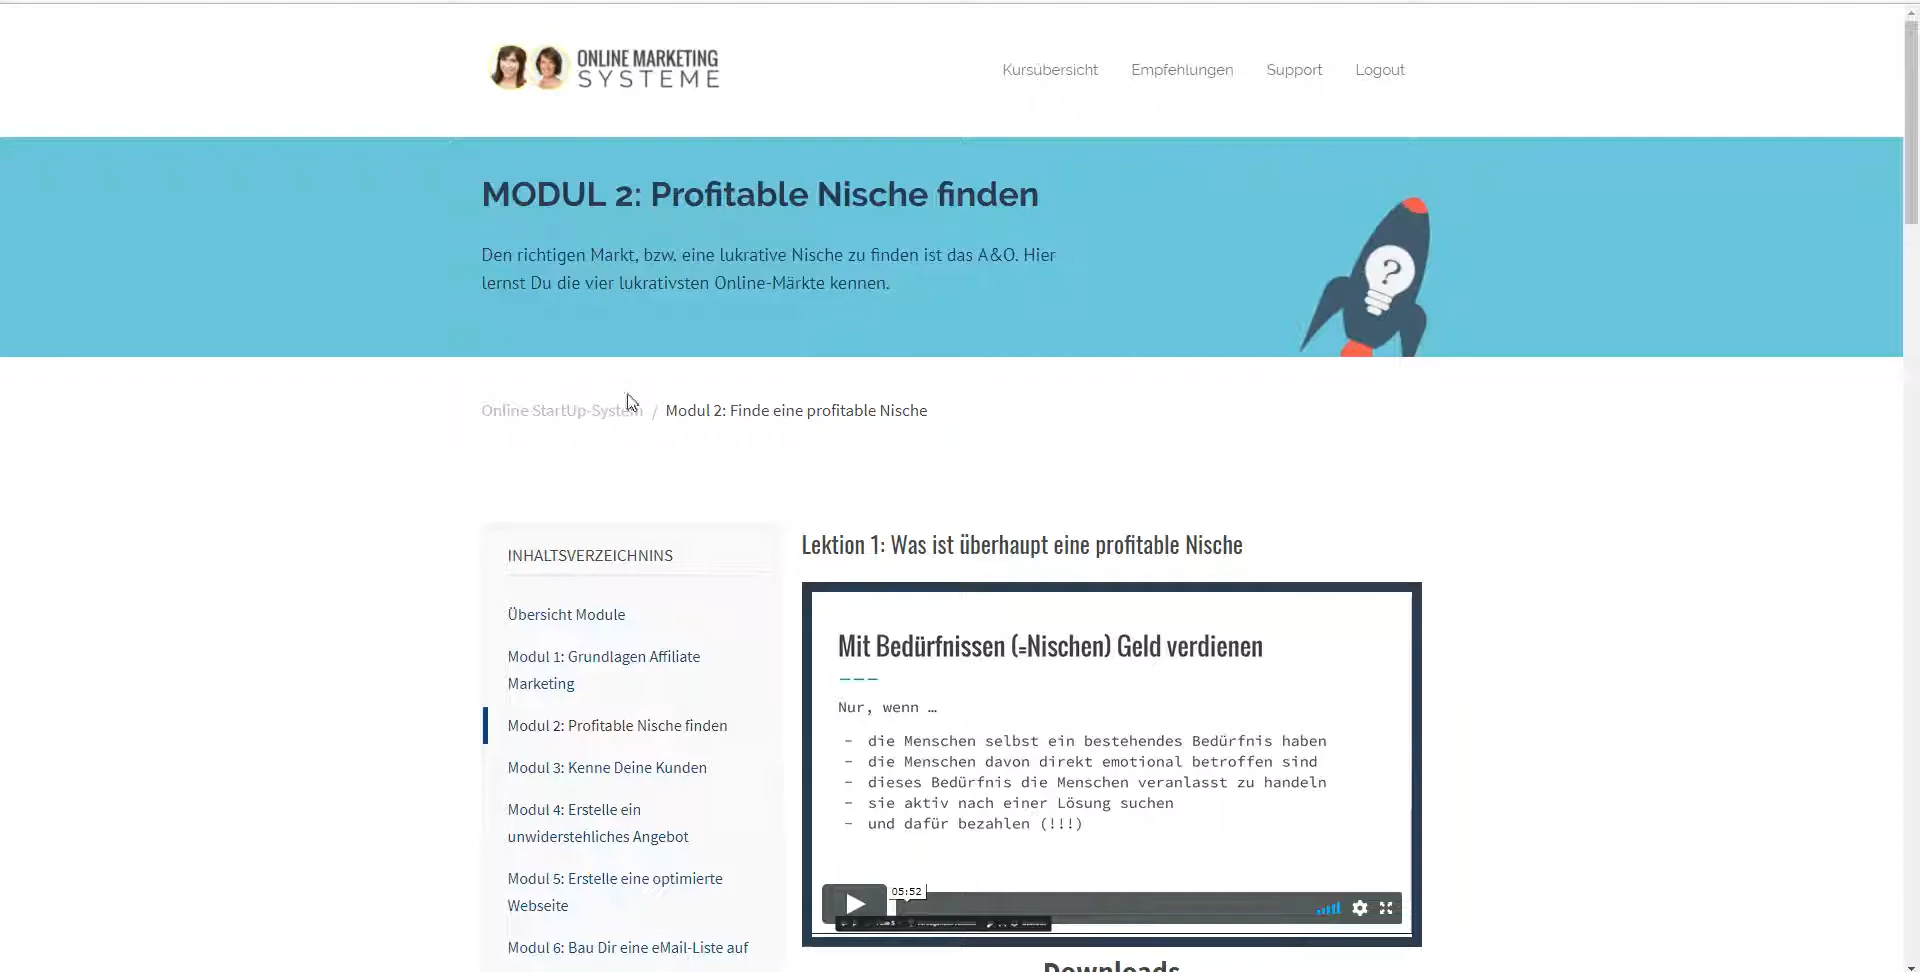 ONLINE MARKETING
SYSTEME
Kursübersicht Empfehlungen Support Logout
MODUL 2: Profitable Nische finden
Den richtigen Markt, bzw. eine lukrative Nische zu finden ist das A&O. Hier
lernst Du die vier lukrativsten Online-Märkte kennen.
?
Online StartUp-System / Modul 2: Finde eine profitable Nische
INHALTSVERZEICHNINS
Übersicht Module
Modul 1: Grundlagen Affiliate
Marketing
Modul 2: Profitable Nische finden
Modul 3: Kenne Deine Kunden
Modul 4: Erstelle ein
unwiderstehliches Angebot
Modul 5: Erstelle eine optimierte
Webseite
Modul 6: Bau Dir eine eMail-Liste auf
Lektion 1: Was ist überhaupt eine profitable Nische
Mit Bedürfnissen (=Nischen) Geld verdienen
Nur, wenn …
- die Menschen selbst ein bestehendes Bedürfnis haben
- die Menschen davon direkt emotional betroffen sind
- dieses Bedürfnis die Menschen veranlasst zu handeln
- sie aktiv nach einer Lösung suchen
- und dafür bezahlen (!!!)
05:52
Downloads